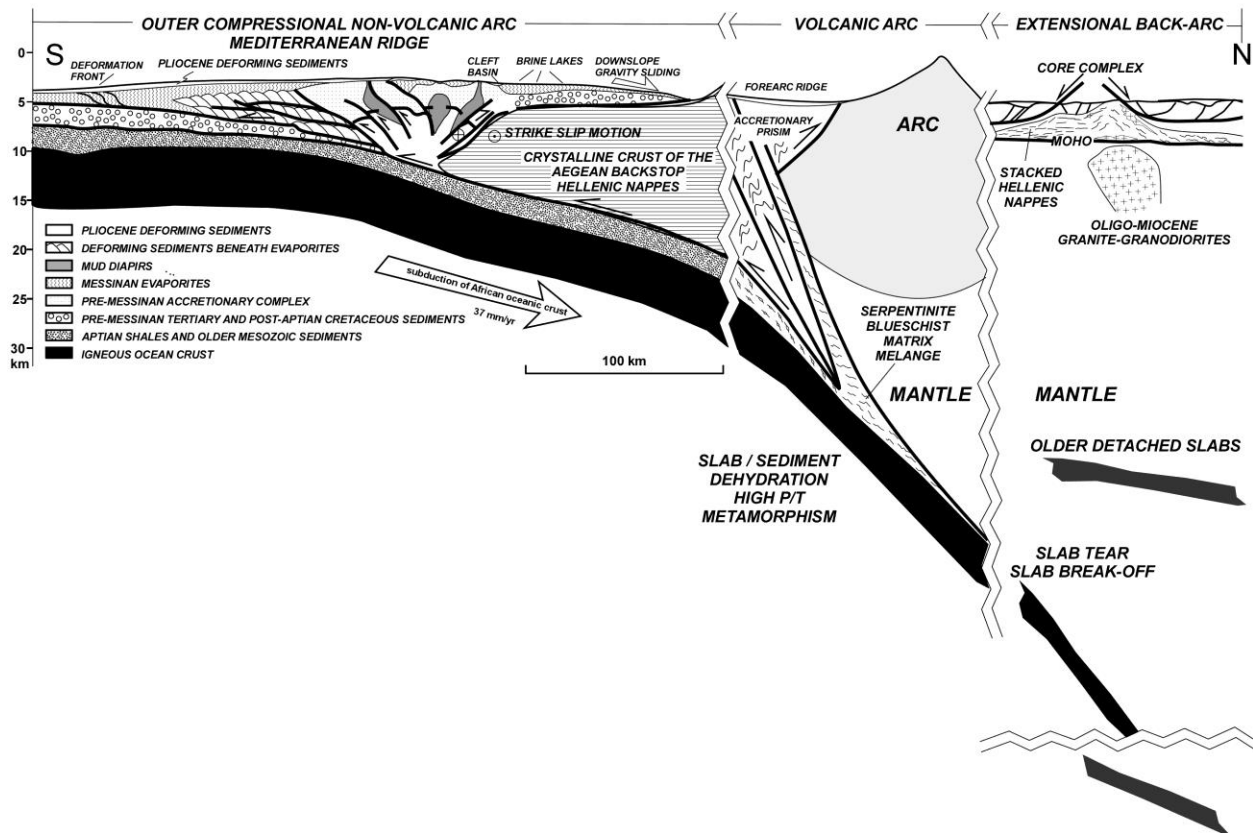 OUTER COMPRESSIONAL NON-VOLCANIC ARC
MEDITERRANEAN RIDGE
VOLCANIC ARC
EXTENSIONAL BACK-ARC
S
N
DEFORMATION
FRONT
PLIOCENE DEFORMING SEDIMENTS
CLEFT
BASIN
BRINE LAKES
DOWNSLOPE
GRAVITY SLIDING
FOREARC RIDGE
CORE COMPLEX
ACCRETIONARY
PRISIM
ARC
STRIKE SLIP MOTION
CRYSTALLINE CRUST OF THE
AEGEAN BACKSTOP
HELLENIC NAPPES
MOHO
STACKED
HELLENIC
NAPPES
OLIGO-MIOCENE
GRANITE-GRANODIORITES
0
5
10
15
20
25
30
km
PLIOCENE DEFORMING SEDIMENTS
DEFORMING SEDIMENTS BENEATH EVAPORITES
MUD DIAPIRS
MESSINAN EVAPORITES
PRE-MESSINAN ACCRETIONARY COMPLEX
PRE-MESSINAN TERTIARY AND POST-APTIAN CRETACEOUS SEDIMENTS
APTIAN SHALES AND OLDER MESOZOIC SEDIMENTS
IGNEOUS OCEAN CRUST
subduction of African oceanic crust
37 mm/yr
100 km
SERPENTINITE
BLUESCHIST
MATRIX
MELANGE
MANTLE
MANTLE
SLAB / SEDIMENT
DEHYDRATION
HIGH P/T
METAMORPHISM
OLDER DETACHED SLABS
SLAB TEAR
SLAB BREAK-OFF